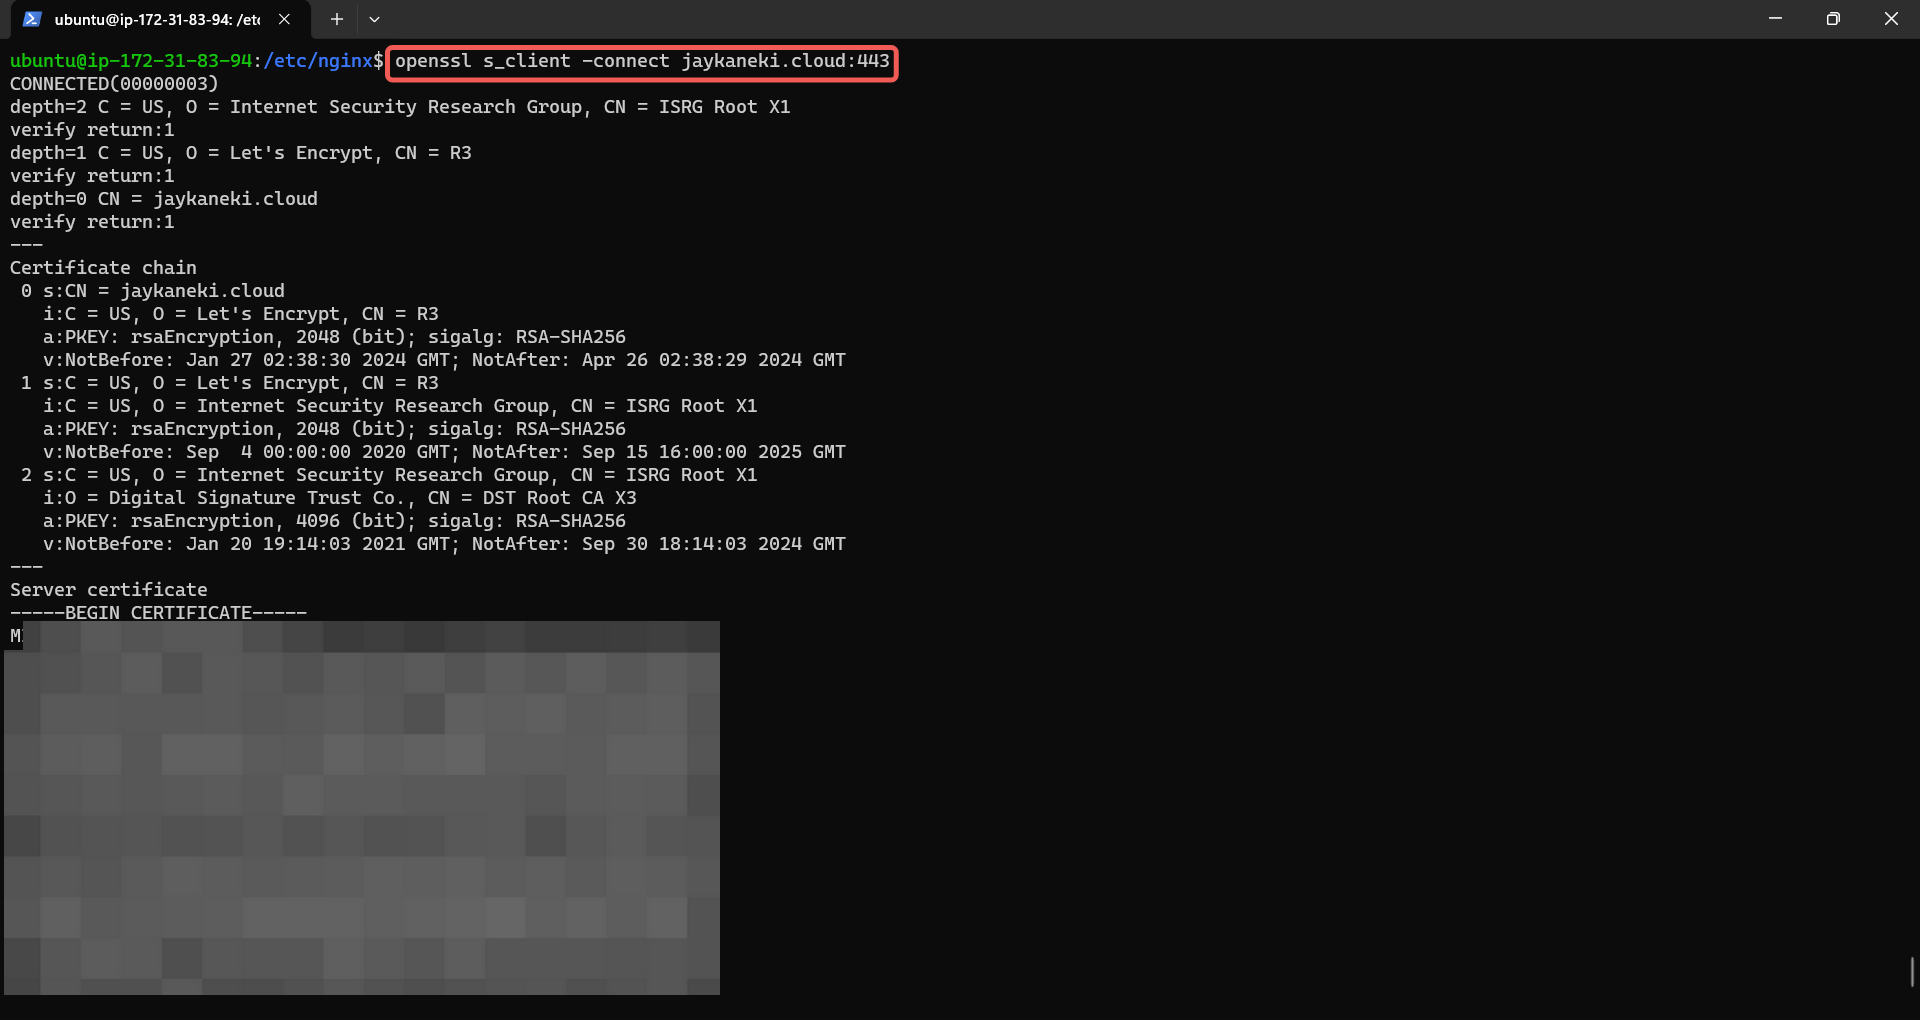 ubuntu@ip-172-31-83-94: /etc
ubuntu@ip-172-31-83-94:/etc/nginx$ openssl s_client -connect jaykaneki.cloud:443
CONNECTED(00000003)
depth=2 C = US, O = Internet Security Research Group, CN = ISRG Root X1
verify return:1
depth=1 C = US, O = Let's Encrypt, CN = R3
verify return:1
depth=0 CN = jaykaneki.cloud
verify return:1
---
Certificate chain
 0 s:CN = jaykaneki.cloud
   i:C = US, O = Let's Encrypt, CN = R3
   a:PKEY: rsaEncryption, 2048 (bit); sigalg: RSA-SHA256
   v:NotBefore: Jan 27 02:38:30 2024 GMT; NotAfter: Apr 26 02:38:29 2024 GMT
 1 s:C = US, O = Let's Encrypt, CN = R3
   i:C = US, O = Internet Security Research Group, CN = ISRG Root X1
   a:PKEY: rsaEncryption, 2048 (bit); sigalg: RSA-SHA256
   v:NotBefore: Sep  4 00:00:00 2020 GMT; NotAfter: Sep 15 16:00:00 2025 GMT
 2 s:C = US, O = Internet Security Research Group, CN = ISRG Root X1
   i:O = Digital Signature Trust Co., CN = DST Root CA X3
   a:PKEY: rsaEncryption, 4096 (bit); sigalg: RSA-SHA256
   v:NotBefore: Jan 20 19:14:03 2021 GMT; NotAfter: Sep 30 18:14:03 2024 GMT
---
Server certificate
-----BEGIN CERTIFICATE-----